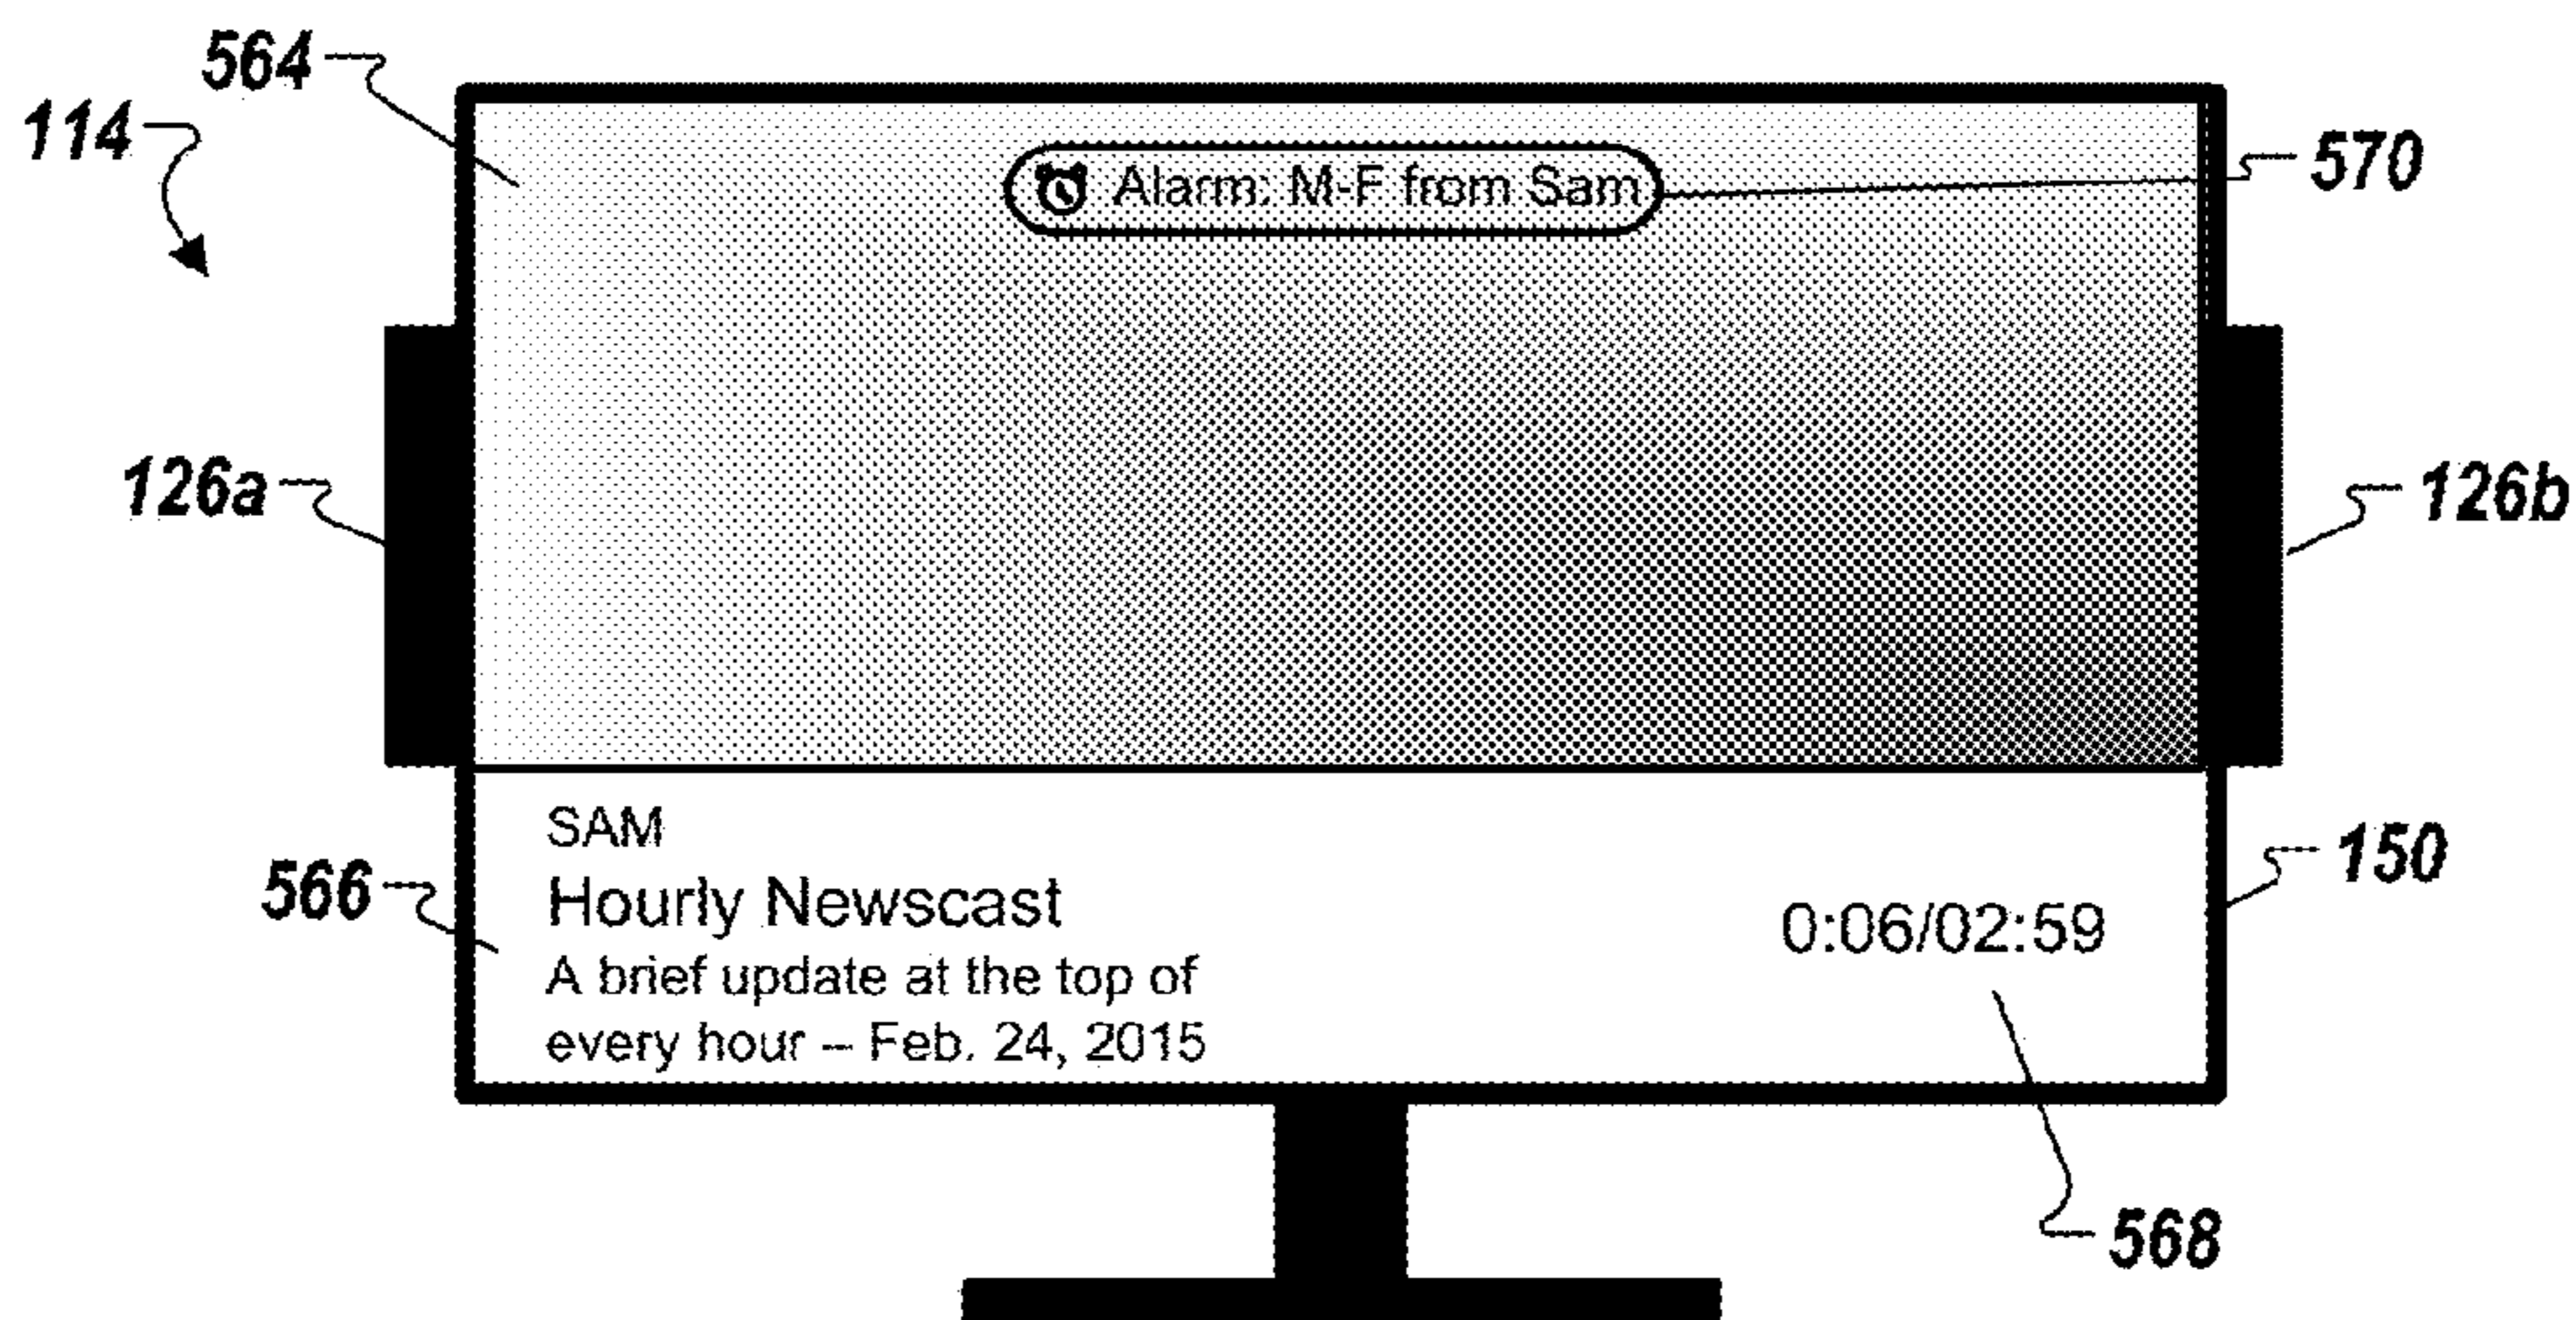 564
114
570
Alarm: M-F from Sam
126a
126b
SAM
Hourly Newscast
A brief update at the top of
every hour – Feb. 24, 2015
0:06/02:59
566
150
568